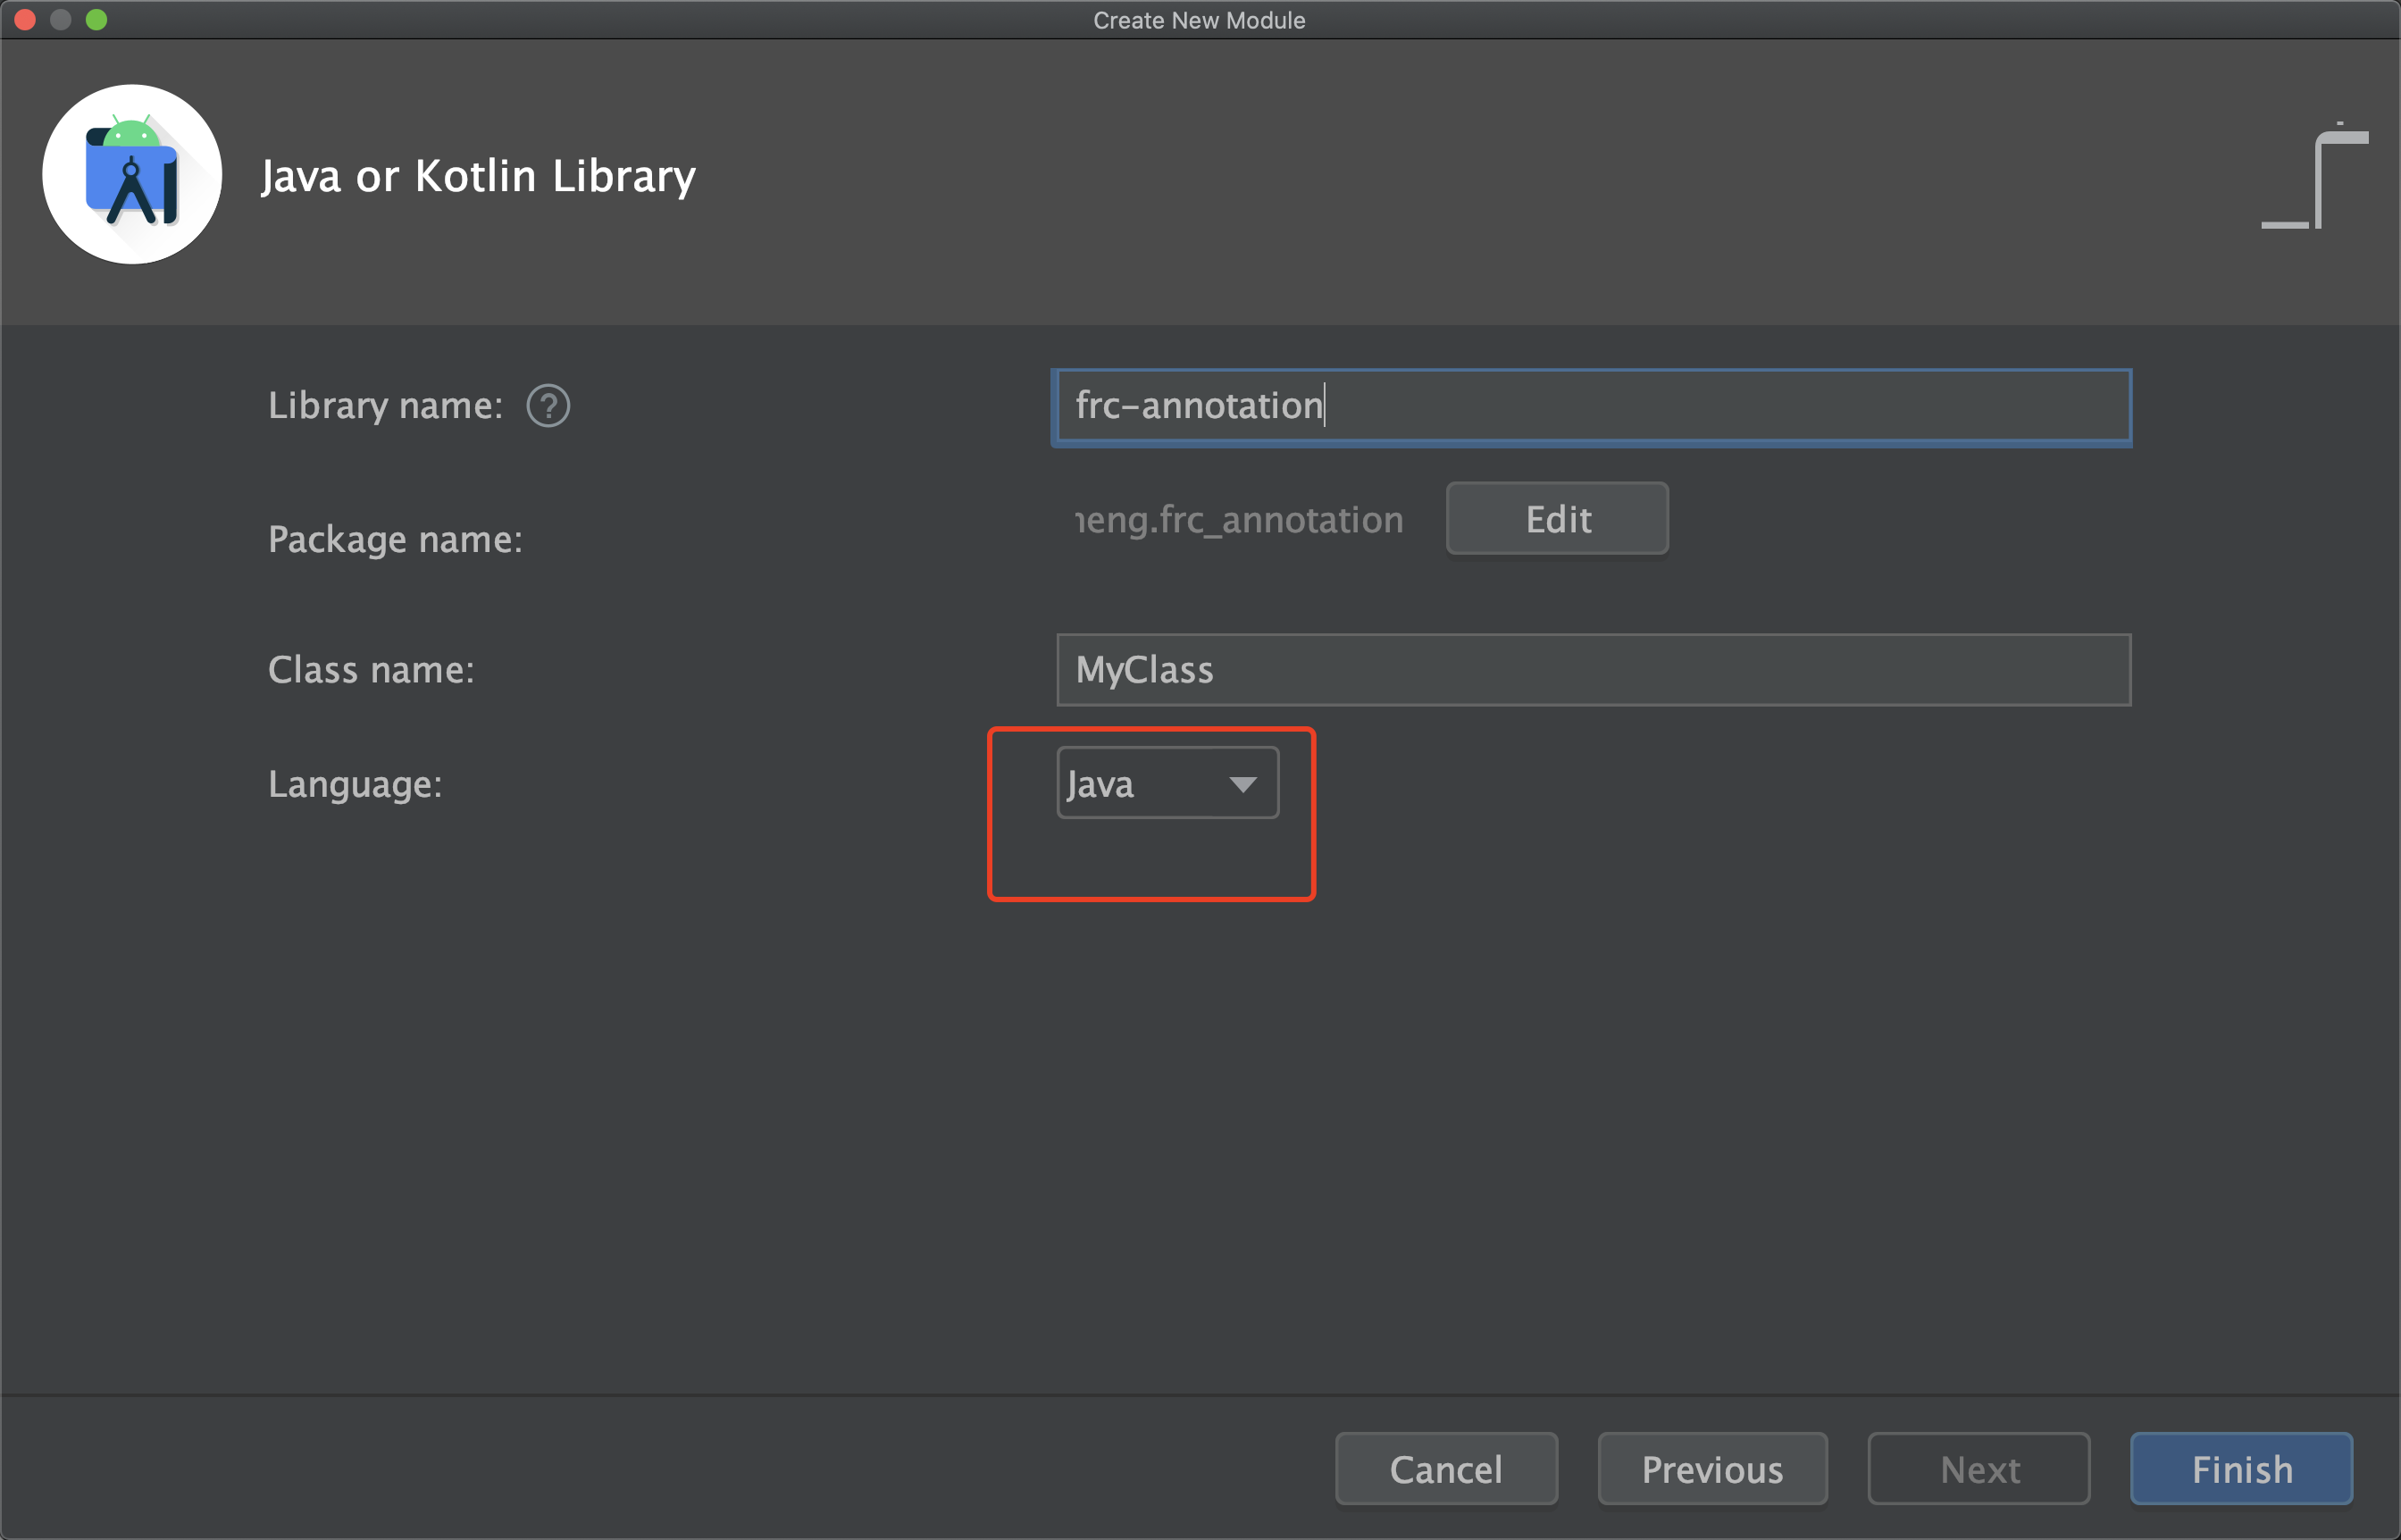 Create New Module
Java or Kotlin Library
Library name: ?
frc-annotation
Package name:
neng.frc_annotation
Edit
Class name:
MyClass
Language:
Java
Cancel Previous Next Finish